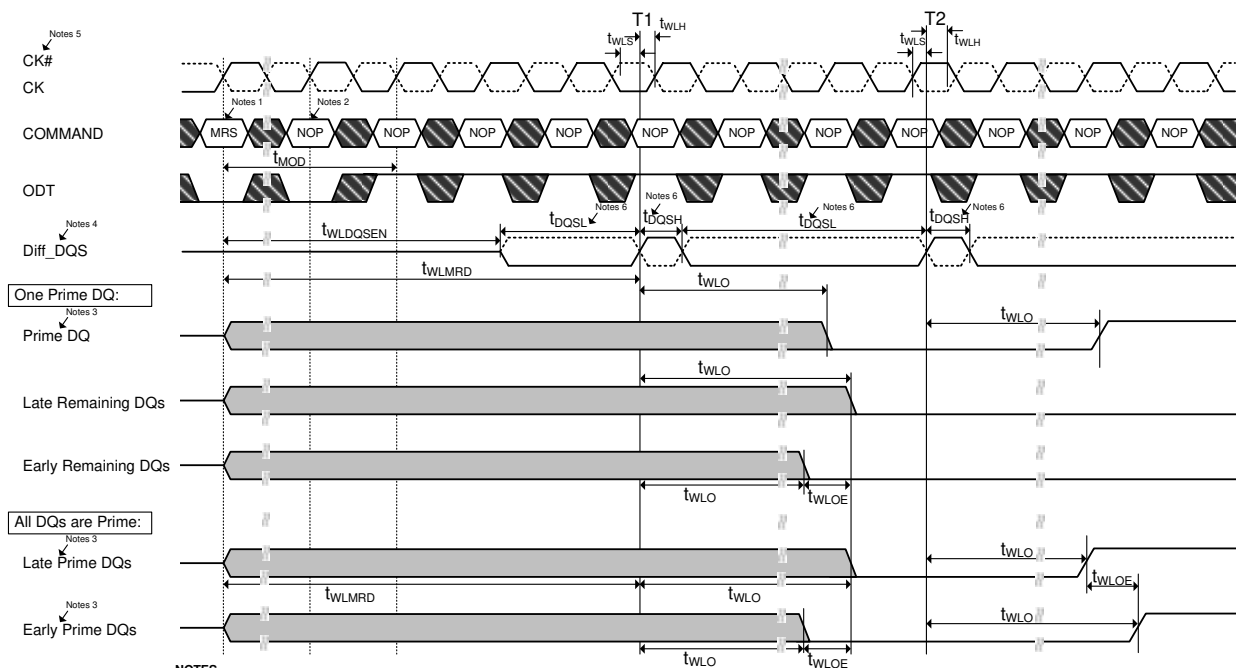 T1 T2
tWLS tWLH tWLS tWLH
Notes 5
CK#
CK
Notes 1 Notes 2
COMMAND MRS NOP NOP NOP NOP NOP NOP NOP NOP NOP NOP NOP
tMOD
ODT
Notes 6 Notes 6 Notes 6 Notes 6
tDQSL tDQSH tDQSL tDQSH
Notes 4
Diff_DQS
tWLDQSEN
tWLMRD
tWLO
One Prime DQ:
Notes 3
Prime DQ
tWLO
tWLO
Late Remaining DQs
Early Remaining DQs
tWLO tWLOE
All DQs are Prime:
Notes 3
Late Prime DQs
tWLO
tWLMRD tWLO tWLOE
Notes 3
Early Prime DQs
tWLO
tWLO tWLOE
NOTES